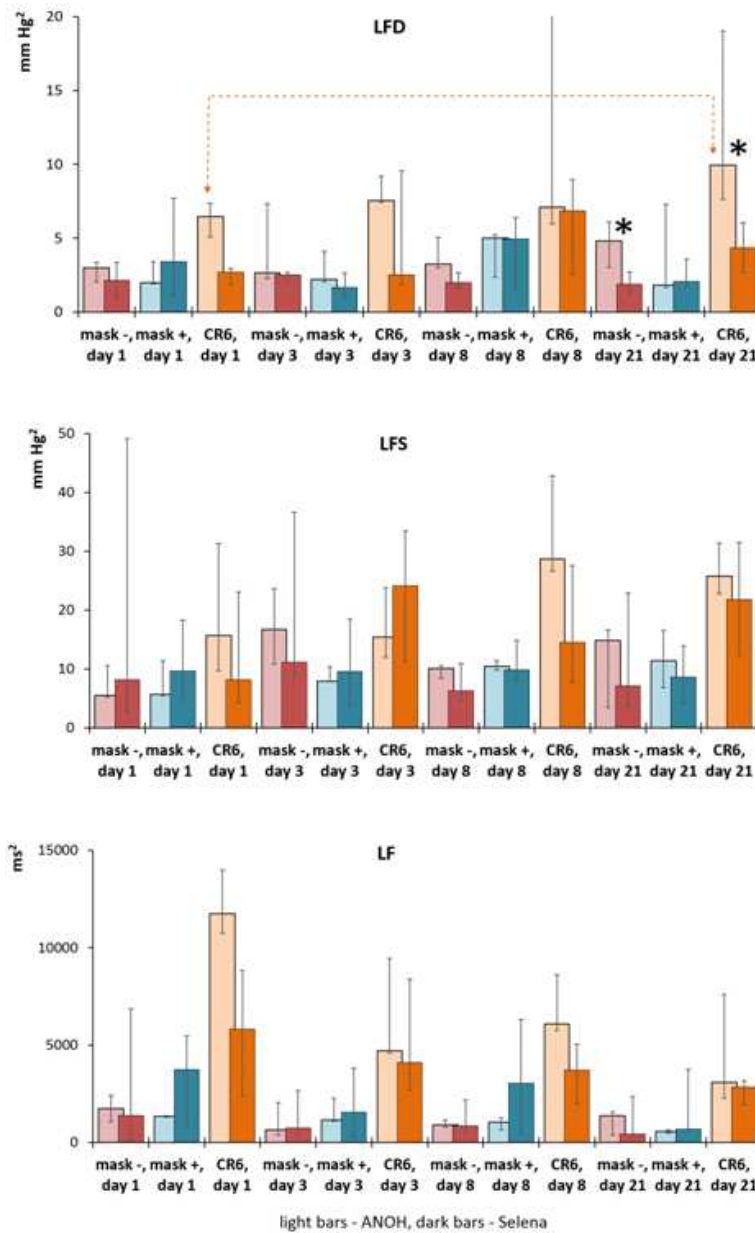 LFD
mm Hg²
20
15
10
5
0
mask -, mask +, CR6, mask -, mask +, CR6, mask -, mask +, CR6, mask -, mask +, CR6,
day 1 day 1 day 1 day 3 day 3 day 3 day 8 day 8 day 8 day 21 day 21 day 21
* *
LFS
mm Hg²
50
40
30
20
10
0
mask -, mask +, CR6, mask -, mask +, CR6, mask -, mask +, CR6, mask -, mask +, CR6,
day 1 day 1 day 1 day 3 day 3 day 3 day 8 day 8 day 8 day 21 day 21 day 21
LF
ms²
15000
10000
5000
0
mask -, mask +, CR6, mask -, mask +, CR6, mask -, mask +, CR6, mask -, mask +, CR6,
day 1 day 1 day 1 day 3 day 3 day 3 day 8 day 8 day 8 day 21 day 21 day 21
light bars - ANOH, dark bars - Selena